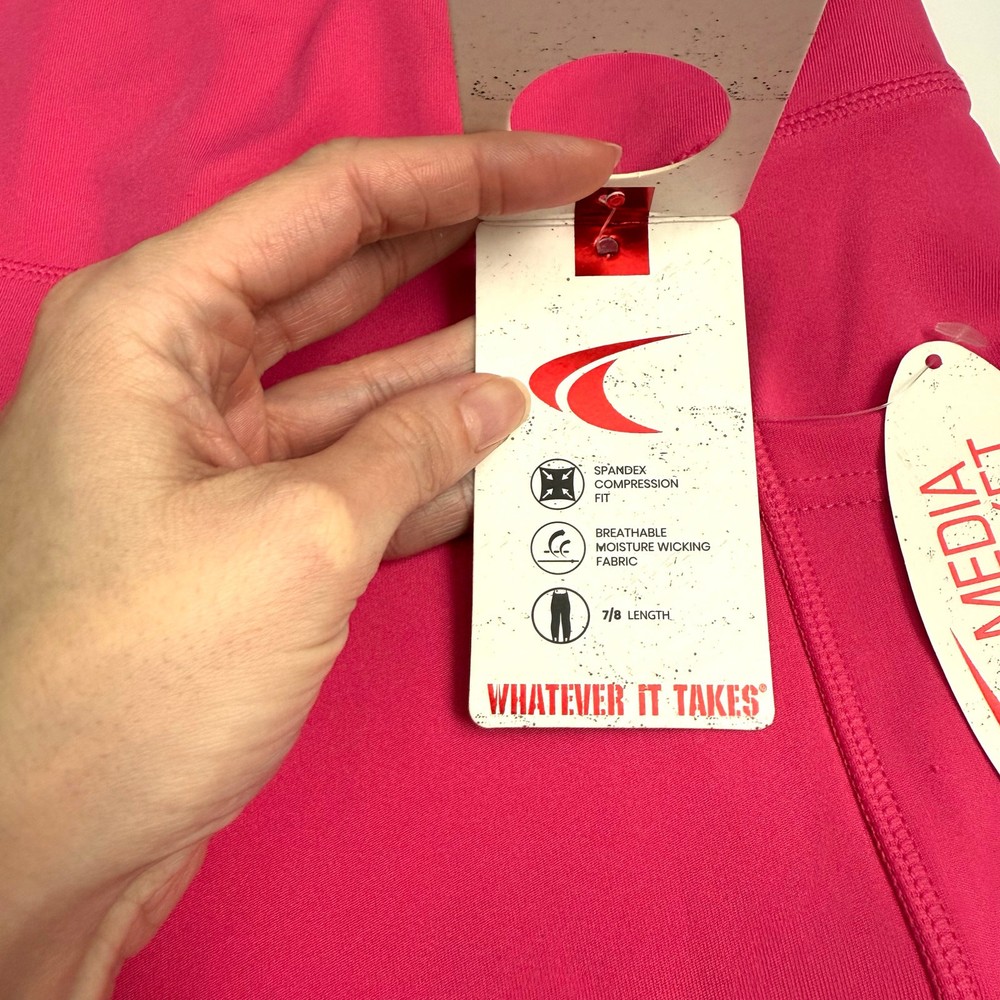 SPANDEX
COMPRESSION
FIT
BREATHABLE
MOISTURE WICKING
FABRIC
7/8 LENGTH
WHATEVER IT TAKES®
MEDIA